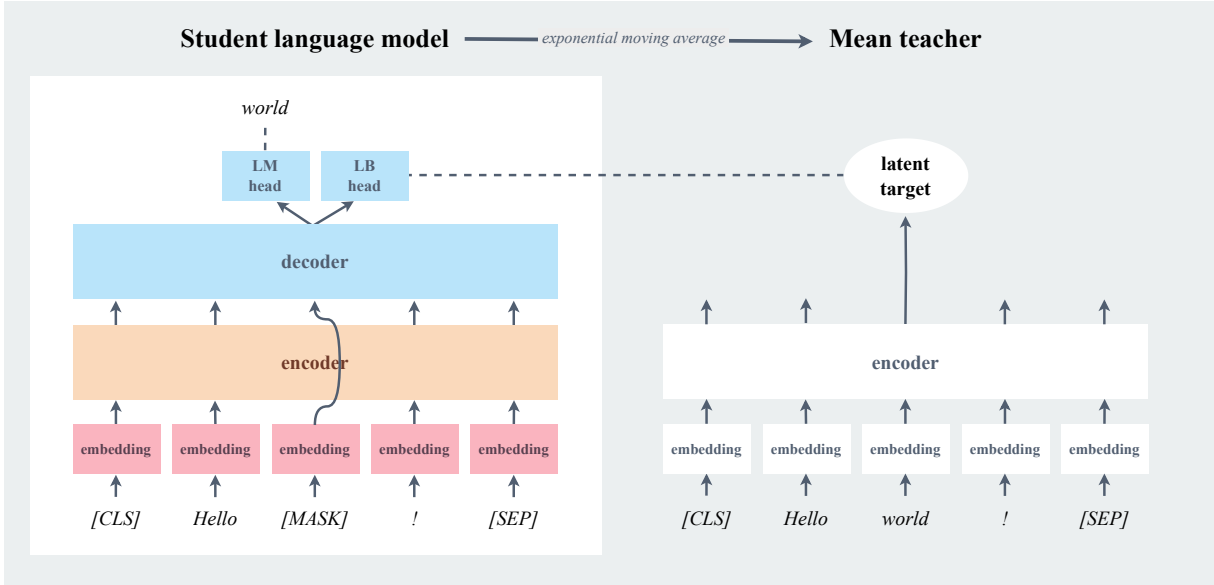 Student language model
exponential moving average
Mean teacher
world
LM
head
LB
head
latent
target
decoder
encoder
encoder
embedding
embedding
embedding
embedding
embedding
embedding
embedding
embedding
embedding
embedding
[CLS]
Hello
[MASK]
!
[SEP]
[CLS]
Hello
world
!
[SEP]